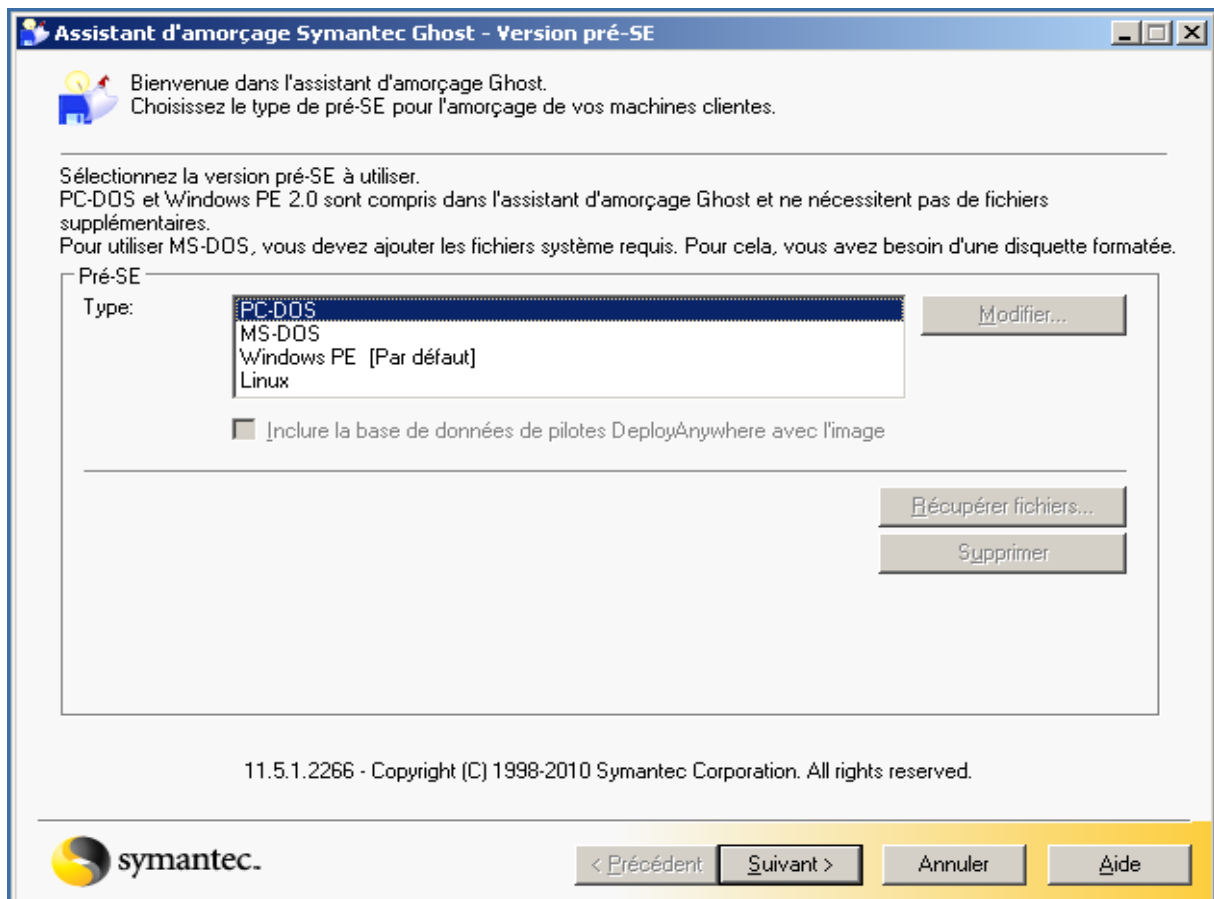 Assistant d'amorçage Symantec Ghost - Version pré-SE
Bienvenue dans l'assistant d'amorçage Ghost.
Choisissez le type de pré-SE pour l'amorçage de vos machines clientes.
Sélectionnez la version pré-SE à utiliser.
PC-DOS et Windows PE 2.0 sont compris dans l'assistant d'amorçage Ghost et ne nécessitent pas de fichiers
supplémentaires.
Pour utiliser MS-DOS, vous devez ajouter les fichiers système requis. Pour cela, vous avez besoin d'une disquette formatée.
Pré-SE
Type:
PC-DOS
MS-DOS
Windows PE [Par défaut]
Linux
Modifier...
Inclure la base de données de pilotes DeployAnywhere avec l'image
Récupérer fichiers...
Supprimer
11.5.1.2266 - Copyright (C) 1998-2010 Symantec Corporation. All rights reserved.
symantec.
< Précédent
Suivant >
Annuler
Aide